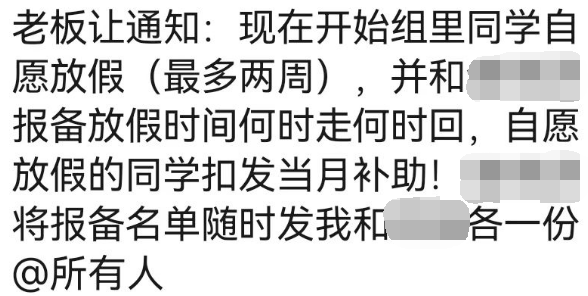 老板让通知：现在开始组里同学自
愿放假（最多两周），并和
报备放假时间何时走何时回，自愿
放假的同学扣发当月补助！
将报备名单随时发我和 各一份
@所有人